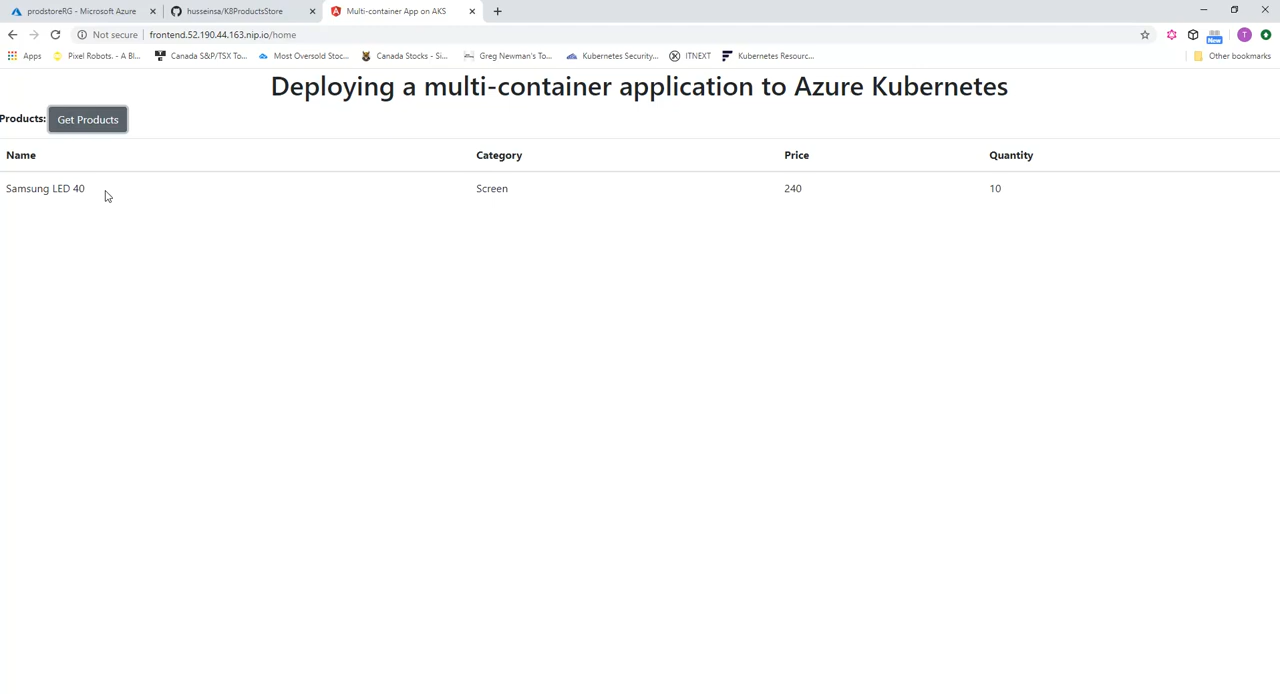 prodstoreRG - Microsoft Azure
husseinsa/K8ProductsStore
Multi-container App on AKS
Not secure
frontend.52.190.44.163.nip.io/home
New
T
Apps
Pixel Robots. - A Bl...
Canada S&P/TSX To...
Most Oversold Stoc...
Canada Stocks - Si...
Greg Newman's To...
Kubernetes Security...
ITNEXT
Kubernetes Resourc...
Other bookmarks
Deploying a multi-container application to Azure Kubernetes
Products: Get Products
Name Category Price Quantity
Samsung LED 40 Screen 240 10